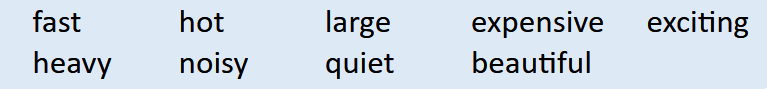 fast hot large expensive exciting
heavy noisy quiet beautiful